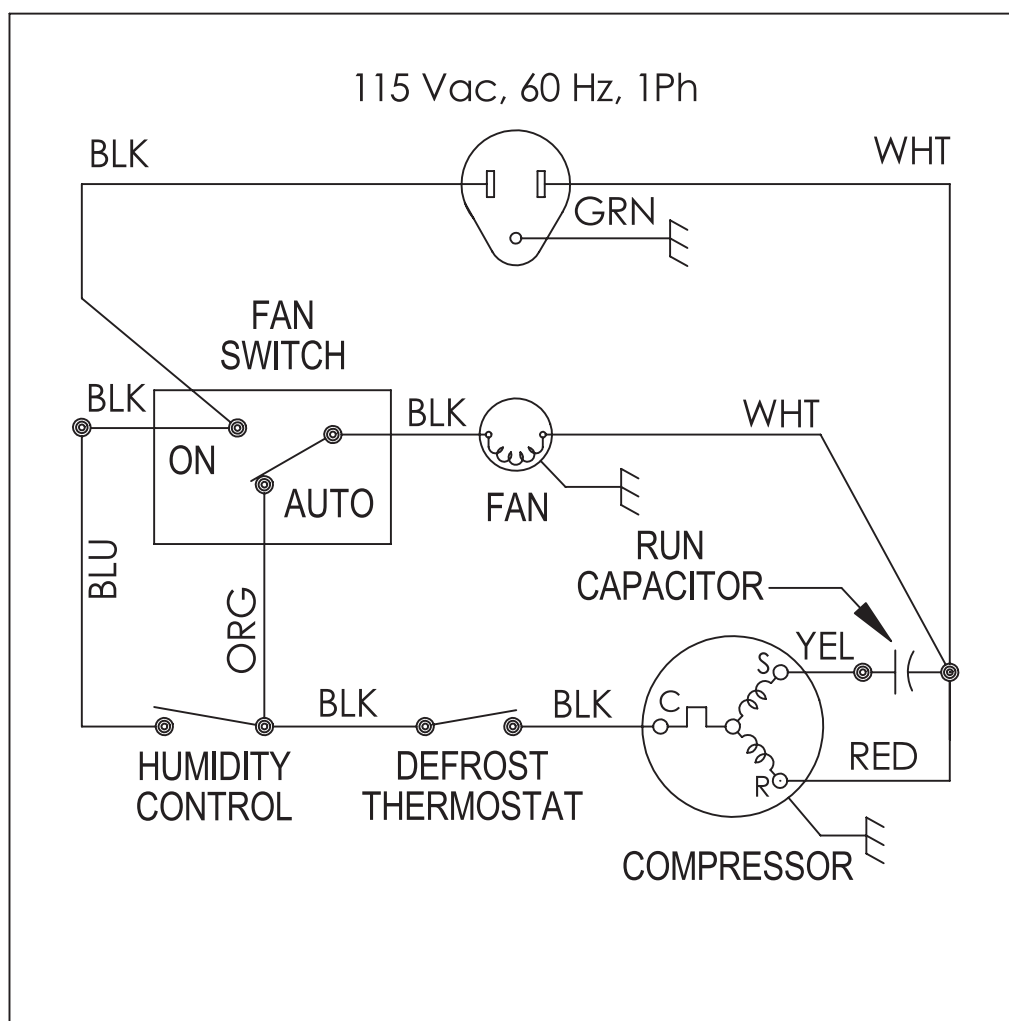 115 Vac, 60 Hz, 1Ph
BLK
WHT
GRN
FAN
SWITCH
BLK
BLK
WHT
ON
AUTO
FAN
BLU
ORG
RUN
CAPACITOR
S
YEL
C
BLK
BLK
R
RED
HUMIDITY
CONTROL
DEFROST
THERMOSTAT
COMPRESSOR